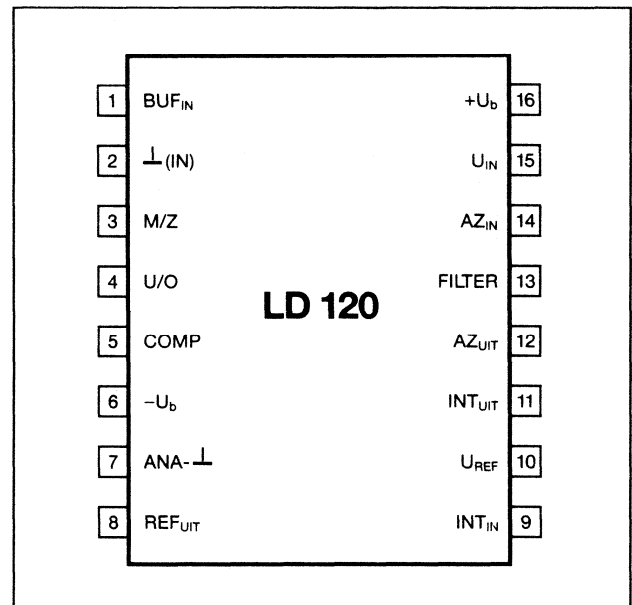 1 BUF_IN +U_b 16
2 ⊥ (IN) U_IN 15
3 M/Z AZ_IN 14
4 U/O FILTER 13
LD 120
5 COMP AZ_UIT 12
6 −U_b INT_UIT 11
7 ANA-⊥ U_REF 10
8 REF_UIT INT_IN 9